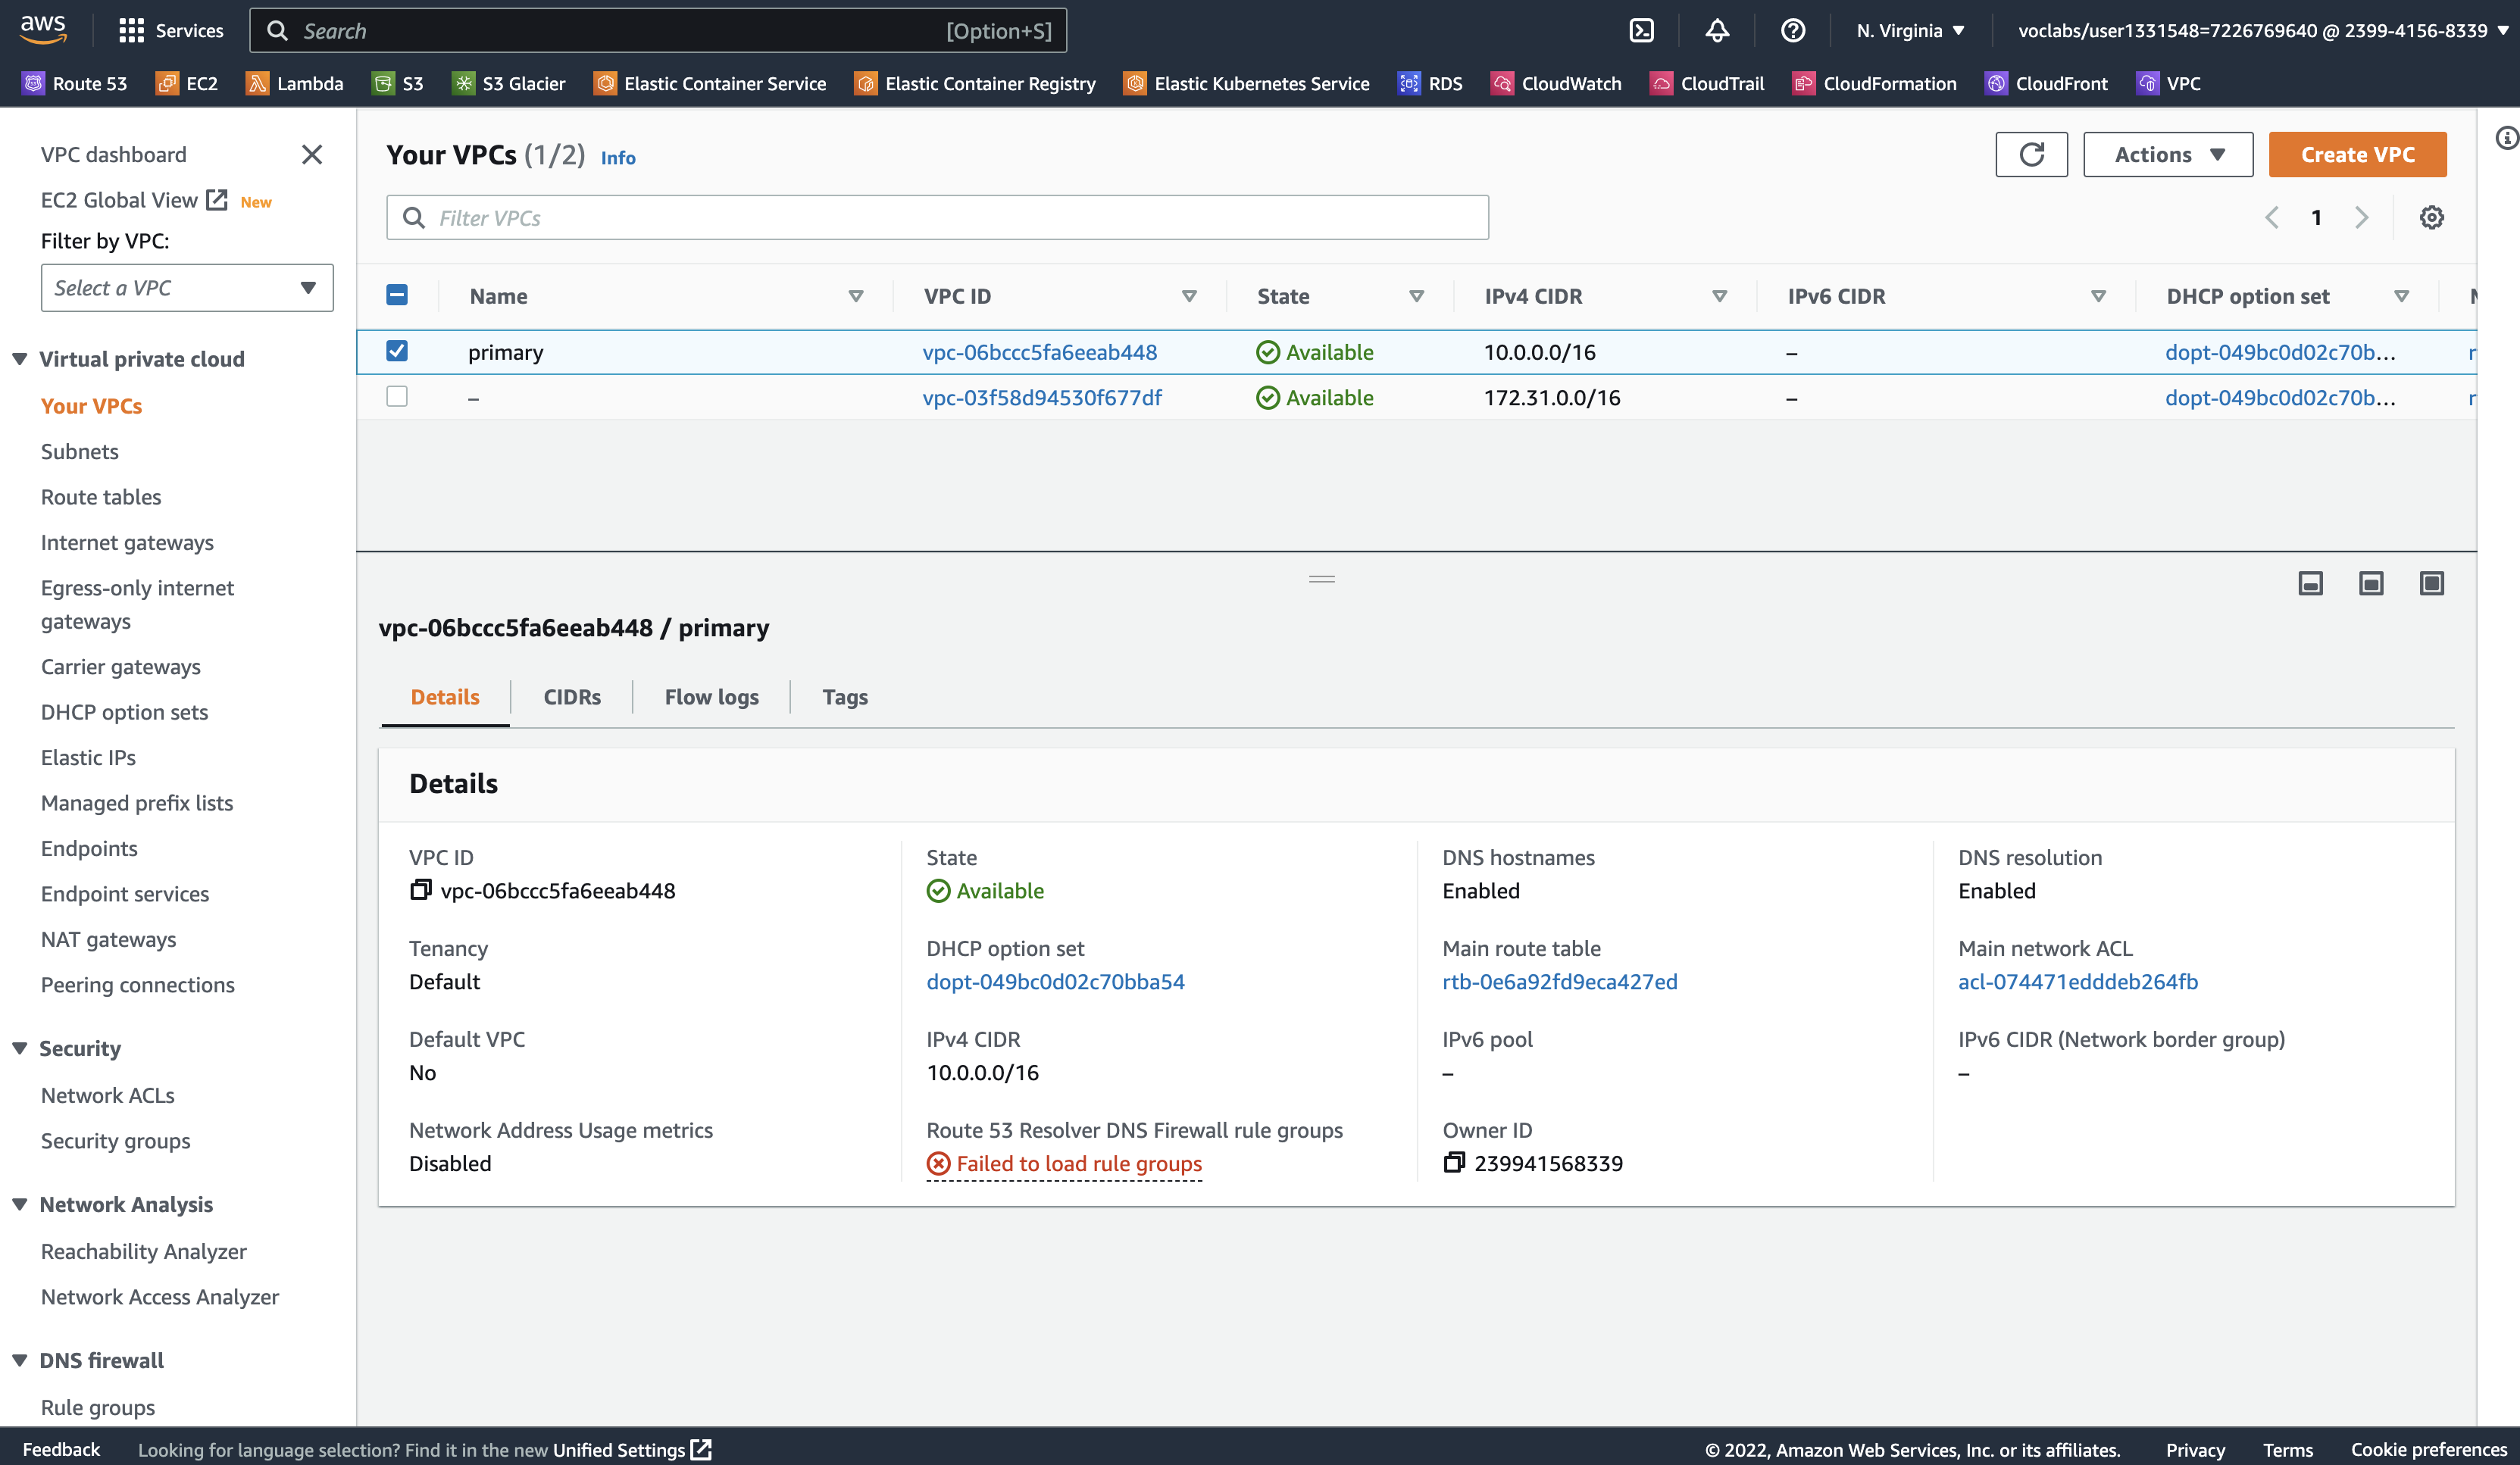 aws
Services
Search
[Option+S]
N. Virginia
voclabs/user1331548=7226769640 @ 2399-4156-8339
Route 53
EC2
Lambda
S3
S3 Glacier
Elastic Container Service
Elastic Container Registry
Elastic Kubernetes Service
RDS
CloudWatch
CloudTrail
CloudFormation
CloudFront
VPC
VPC dashboard
EC2 Global View
New
Filter by VPC:
Select a VPC
Virtual private cloud
Your VPCs
Subnets
Route tables
Internet gateways
Egress-only internet
gateways
Carrier gateways
DHCP option sets
Elastic IPs
Managed prefix lists
Endpoints
Endpoint services
NAT gateways
Peering connections
Security
Network ACLs
Security groups
Network Analysis
Reachability Analyzer
Network Access Analyzer
DNS firewall
Rule groups
Your VPCs (1/2) Info
Actions
Create VPC
Filter VPCs
1
Name
VPC ID
State
IPv4 CIDR
IPv6 CIDR
DHCP option set
primary
vpc-06bccc5fa6eeab448
Available
10.0.0.0/16
–
dopt-049bc0d02c70b...
–
vpc-03f58d94530f677df
Available
172.31.0.0/16
–
dopt-049bc0d02c70b...
vpc-06bccc5fa6eeab448 / primary
Details
CIDRs
Flow logs
Tags
Details
VPC ID
vpc-06bccc5fa6eeab448
State
Available
DNS hostnames
Enabled
DNS resolution
Enabled
Tenancy
Default
DHCP option set
dopt-049bc0d02c70bba54
Main route table
rtb-0e6a92fd9eca427ed
Main network ACL
acl-074471edddeb264fb
Default VPC
No
IPv4 CIDR
10.0.0.0/16
IPv6 pool
–
IPv6 CIDR (Network border group)
–
Network Address Usage metrics
Disabled
Route 53 Resolver DNS Firewall rule groups
Failed to load rule groups
Owner ID
239941568339
Feedback
Looking for language selection? Find it in the new Unified Settings
© 2022, Amazon Web Services, Inc. or its affiliates.
Privacy
Terms
Cookie preferences